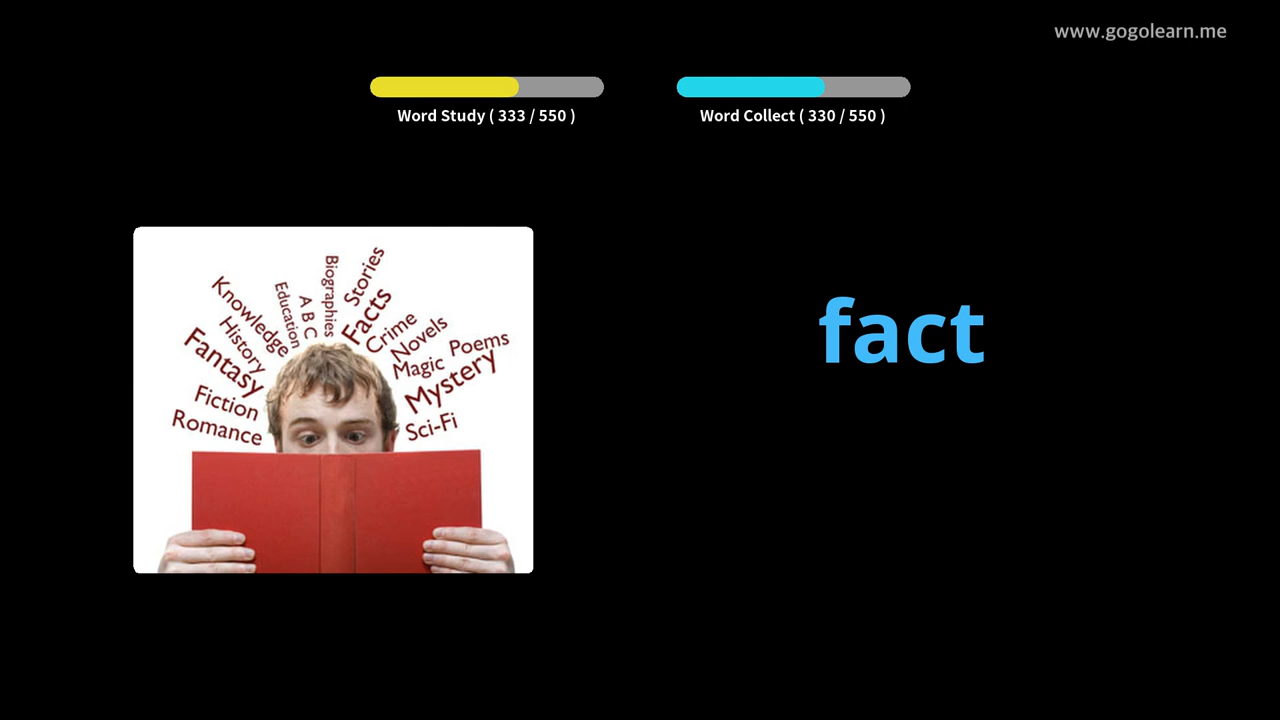 www.gogolearn.me
Word Study ( 333 / 550 )
Word Collect ( 330 / 550 )
Romance
Fiction
Fantasy
History
Knowledge
Education
A B C
Biographies
Stories
Facts
Crime
Novels
Magic
Poems
Mystery
Sci-Fi
fact